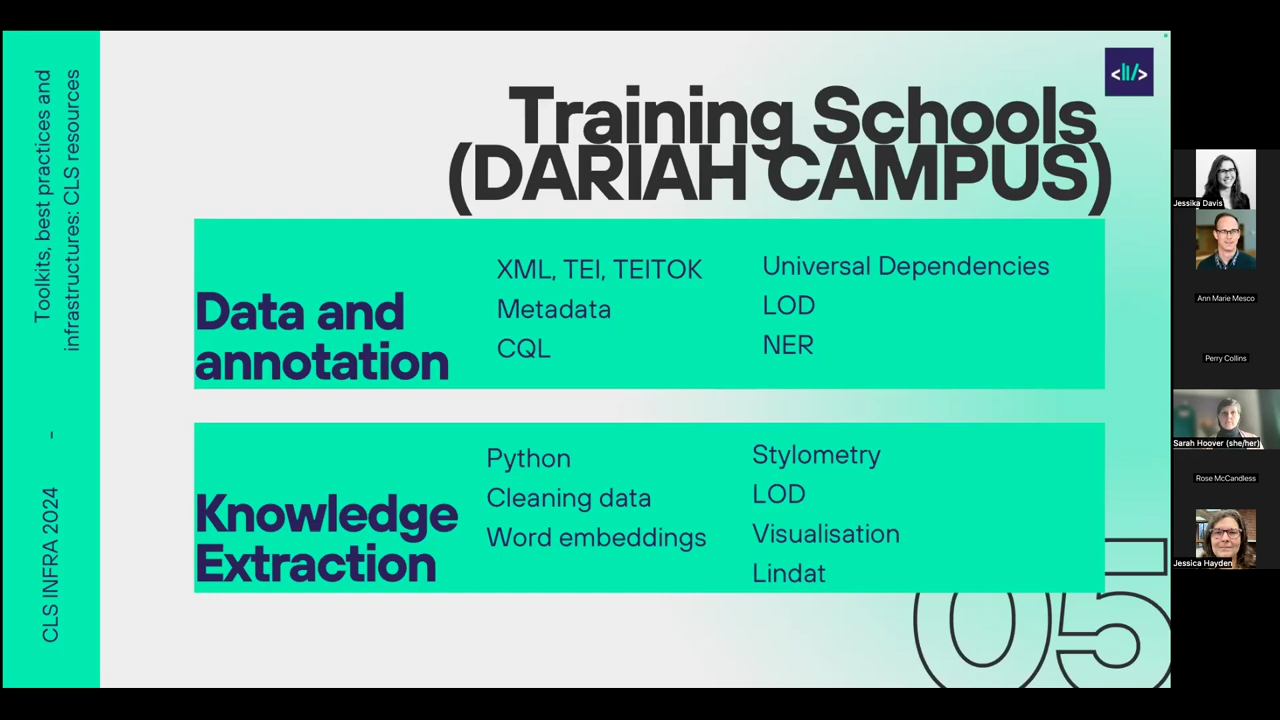 Toolkits, best practices and
infrastructures: CLS resources
–
CLS INFRA 2024
Training Schools
(DARIAH CAMPUS)
Data and
annotation
XML, TEI, TEITOK
Metadata
CQL
Universal Dependencies
LOD
NER
Knowledge
Extraction
Python
Cleaning data
Word embeddings
Stylometry
LOD
Visualisation
Lindat
05
Jessika Davis
Ann Marie Mesco
Perry Collins
Sarah Hoover (she/her)
Rose McCandless
Jessica Hayden